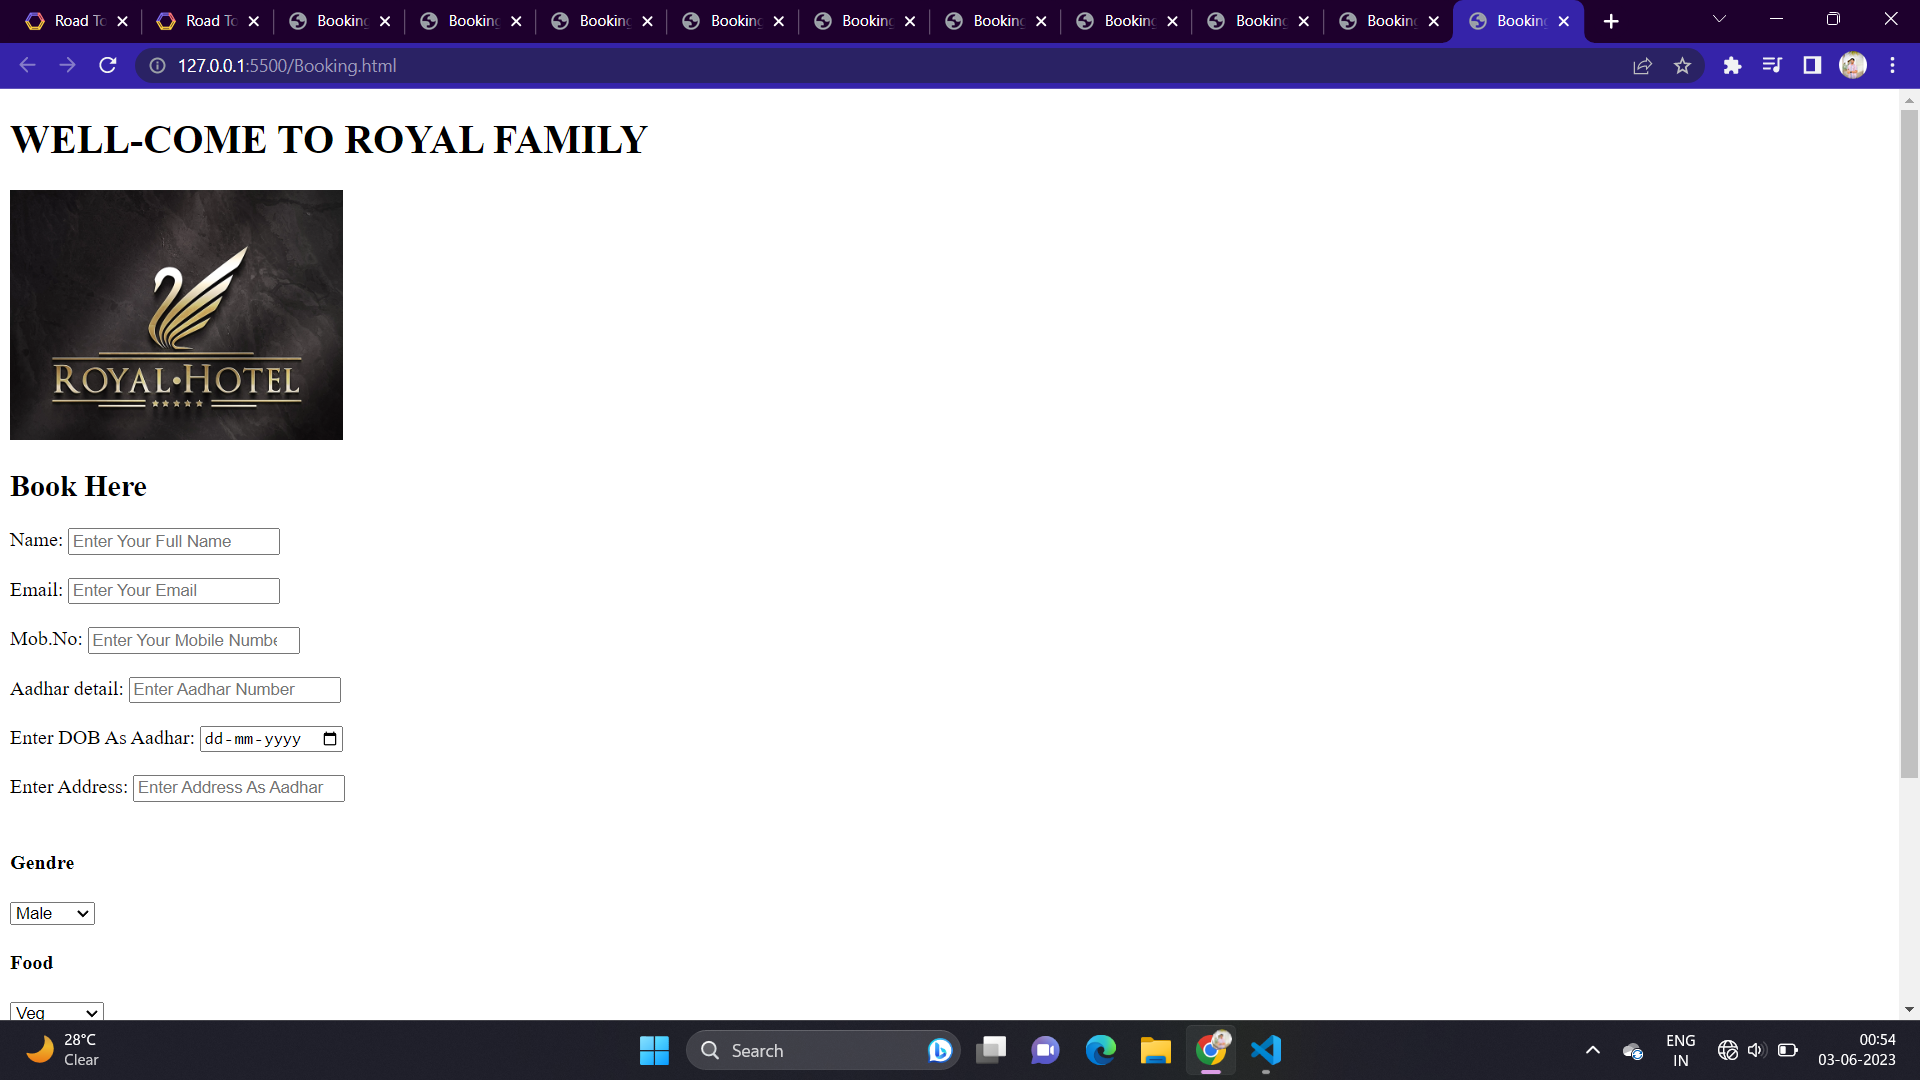 Road To
Road To
Booking
Booking
Booking
Booking
Booking
Booking
Booking
Booking
Booking
Booking
127.0.0.1:5500/Booking.html
WELL-COME TO ROYAL FAMILY
ROYAL•HOTEL
Book Here
Name: Enter Your Full Name
Email: Enter Your Email
Mob.No: Enter Your Mobile Numbe
Aadhar detail: Enter Aadhar Number
Enter DOB As Aadhar: dd-mm-yyyy
Enter Address: Enter Address As Aadhar
Gendre
Male
Food
Veg
28°C
Clear
Search
ENG
IN
00:54
03-06-2023